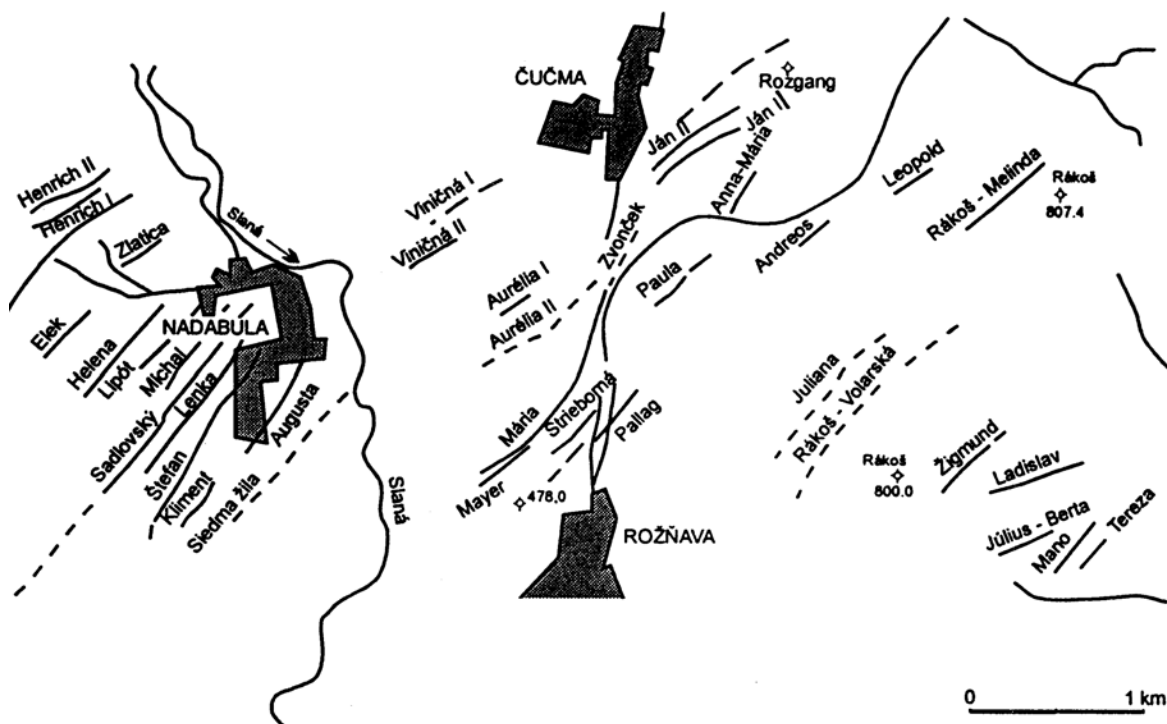 ČUČMA
Rozgang
Ján II
Ján II
Anna-Mária
Leopold
Rákoš - Melinda
Rákoš
807.4
Henrich II
Henrich I
Zlatica
Slaná
Viničná I
Viničná II
Zvonček
Andreos
Paula
Aurélia I
Aurélia II
NADABULA
Elek
Helena
Lipót
Michal
Sadlovský
Lenka
Štefan
Kliment
Augusta
Siedma žila
Slaná
Mária
Strieborná
Pallag
Mayer
478.0
ROŽŇAVA
Juliana
Rákoš - Volarská
Rákoš
800.0
Žigmund
Ladislav
Július - Berta
Mano
Tereza
0 1 km